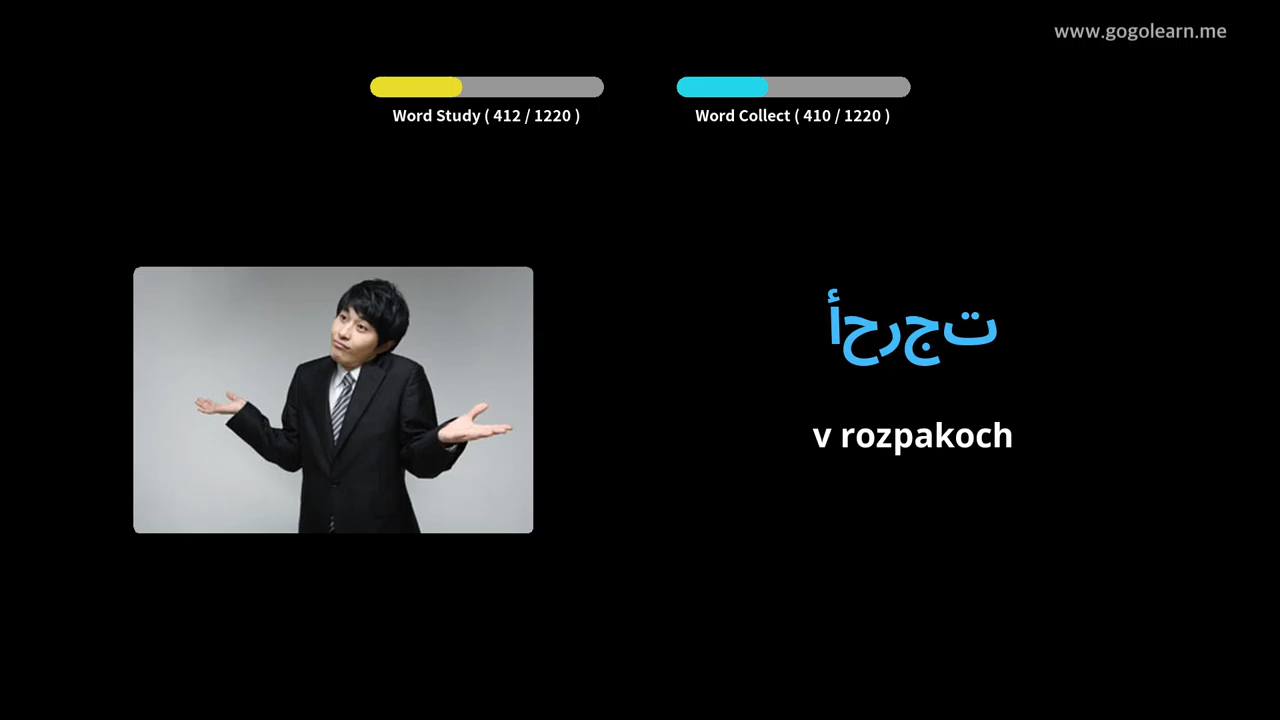 www.gogolearn.me
Word Study ( 412 / 1220 )
Word Collect ( 410 / 1220 )
أحرجت
v rozpakoch